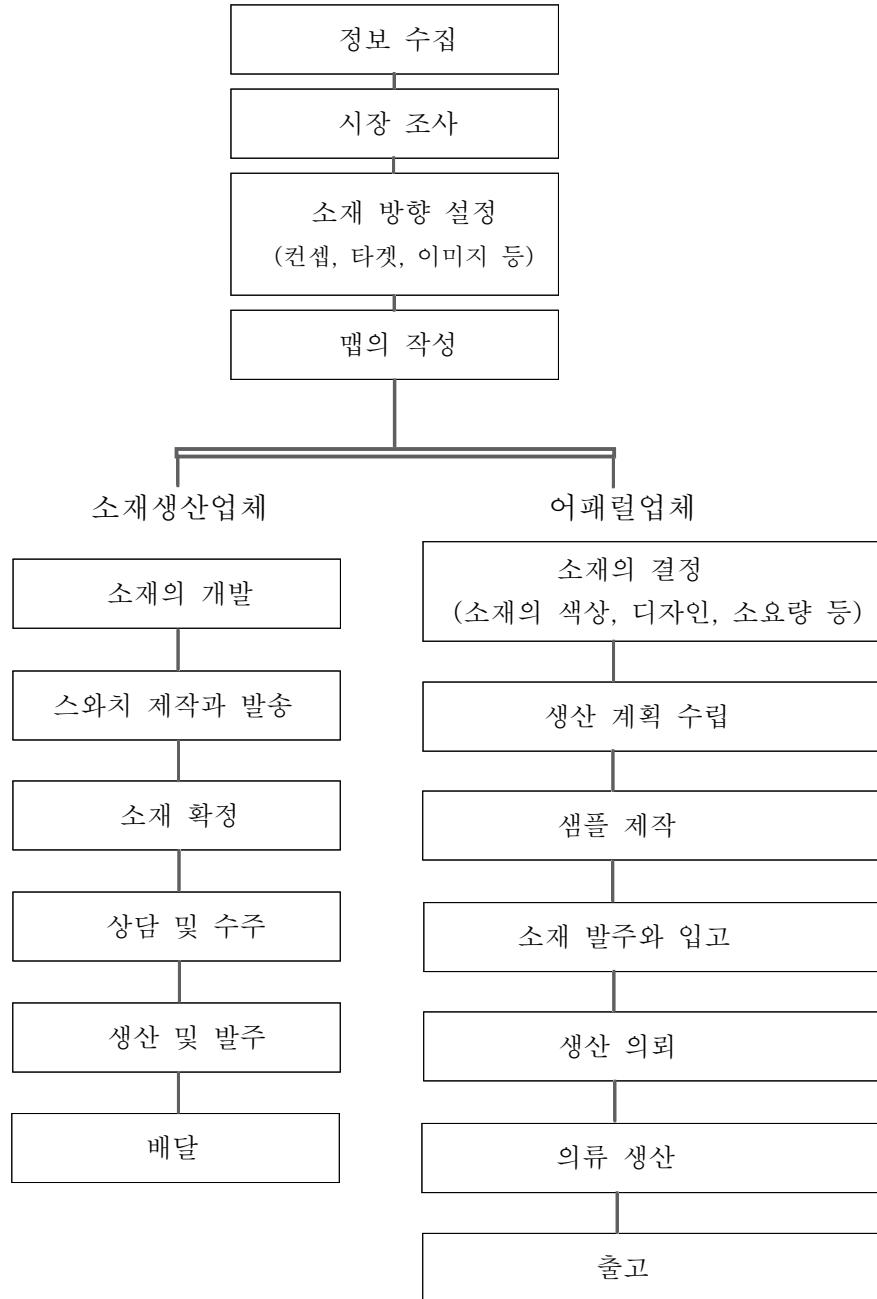 정보 수집
시장 조사
소재 방향 설정
(컨셉, 타겟, 이미지 등)
맵의 작성
소재생산업체
소재의 개발
스와치 제작과 발송
소재 확정
상담 및 수주
생산 및 발주
배달
어패럴업체
소재의 결정
(소재의 색상, 디자인, 소요량 등)
생산 계획 수립
샘플 제작
소재 발주와 입고
생산 의뢰
의류 생산
출고